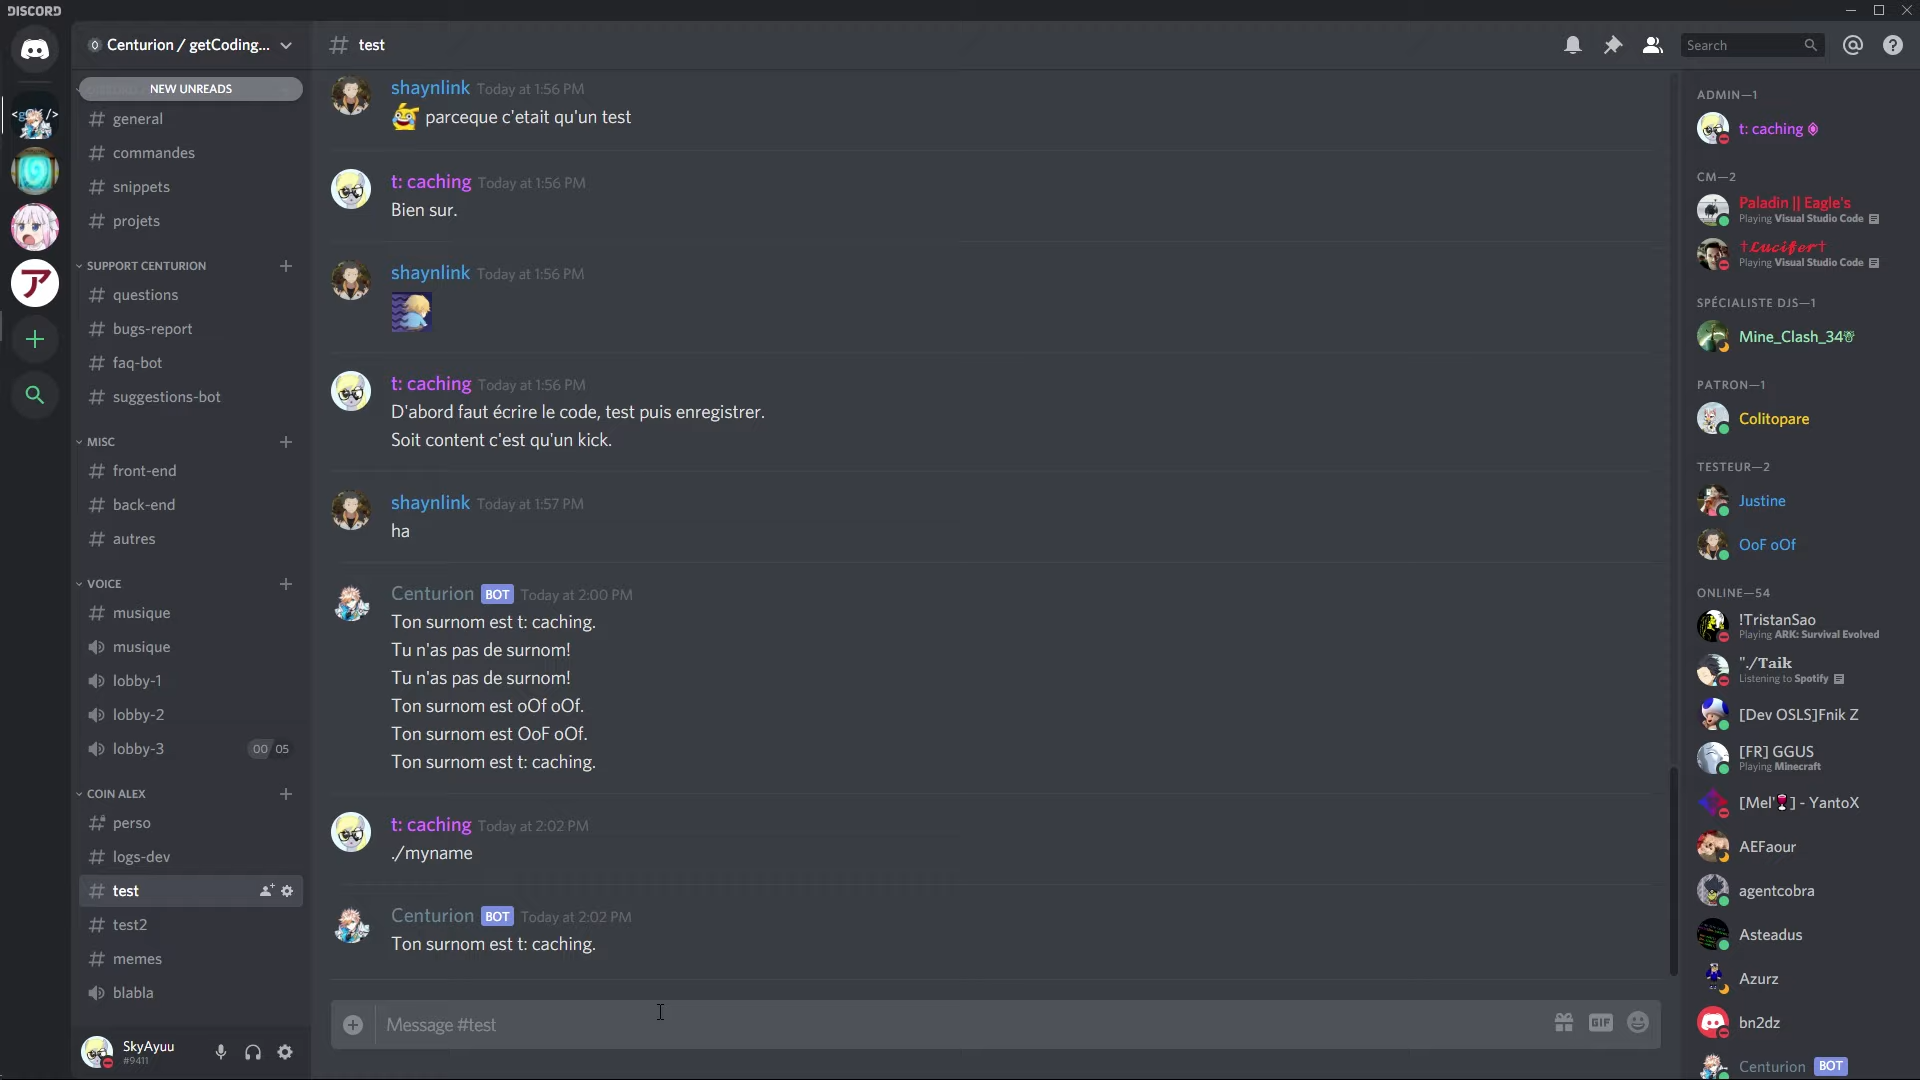 DISCORD
Centurion / getCoding...
NEW UNREADS
general
commandes
snippets
projets
SUPPORT CENTURION
questions
bugs-report
faq-bot
suggestions-bot
MISC
front-end
back-end
autres
VOICE
musique
musique
lobby-1
lobby-2
lobby-3 00 05
COIN ALEX
perso
logs-dev
test
test2
memes
blabla
SkyAyuu
#9411
# test
Search
shaynlink Today at 1:56 PM
parceque c'etait qu'un test
t: caching Today at 1:56 PM
Bien sur.
shaynlink Today at 1:56 PM
t: caching Today at 1:56 PM
D'abord faut écrire le code, test puis enregistrer.
Soit content c'est qu'un kick.
shaynlink Today at 1:57 PM
ha
Centurion BOT Today at 2:00 PM
Ton surnom est t: caching.
Tu n'as pas de surnom!
Tu n'as pas de surnom!
Ton surnom est oOf oOf.
Ton surnom est OoF oOf.
Ton surnom est t: caching.
t: caching Today at 2:02 PM
./myname
Centurion BOT Today at 2:02 PM
Ton surnom est t: caching.
Message #test
GIF
ADMIN—1
t: caching
CM—2
Paladin || Eagle's
Playing Visual Studio Code
†𝓛𝓾𝓬𝓲𝓯𝓮𝓻†
Playing Visual Studio Code
SPÉCIALISTE DJS—1
Mine_Clash_34☃
PATRON—1
Colitopare
TESTEUR—2
Justine
OoF oOf
ONLINE—54
!TristanSao
Playing ARK: Survival Evolved
"./𝐓𝐚𝐢𝐤
Listening to Spotify
[Dev OSLS]Fnik Z
[FR] GGUS
Playing Minecraft
[Mel'🍷] - YantoX
AEFaour
agentcobra
Asteadus
Azurz
bn2dz
Centurion BOT